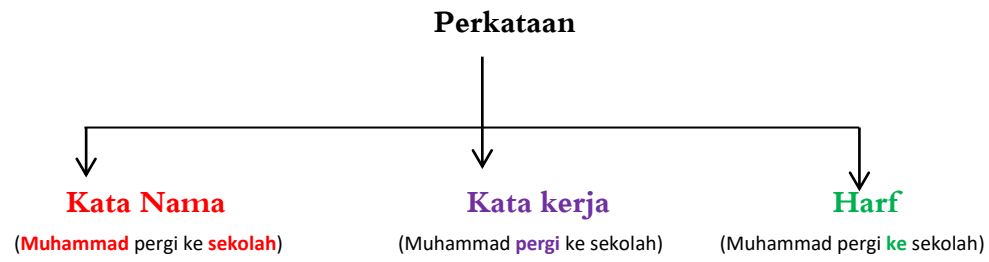 Perkataan
Kata Nama
(Muhammad pergi ke sekolah)
Kata kerja
(Muhammad pergi ke sekolah)
Harf
(Muhammad pergi ke sekolah)